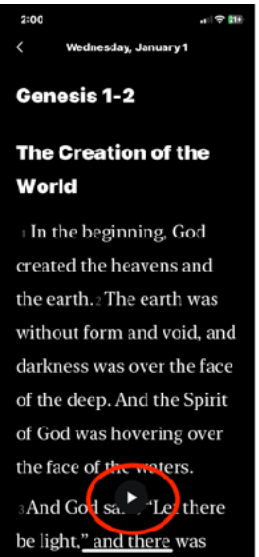 2:00
Wednesday, January 1
Genesis 1-2
The Creation of the
World
1 In the beginning, God
created the heavens and
the earth. 2 The earth was
without form and void, and
darkness was over the face
of the deep. And the Spirit
of God was hovering over
the face of the waters.
3 And God sa "Let there
be light," and there was